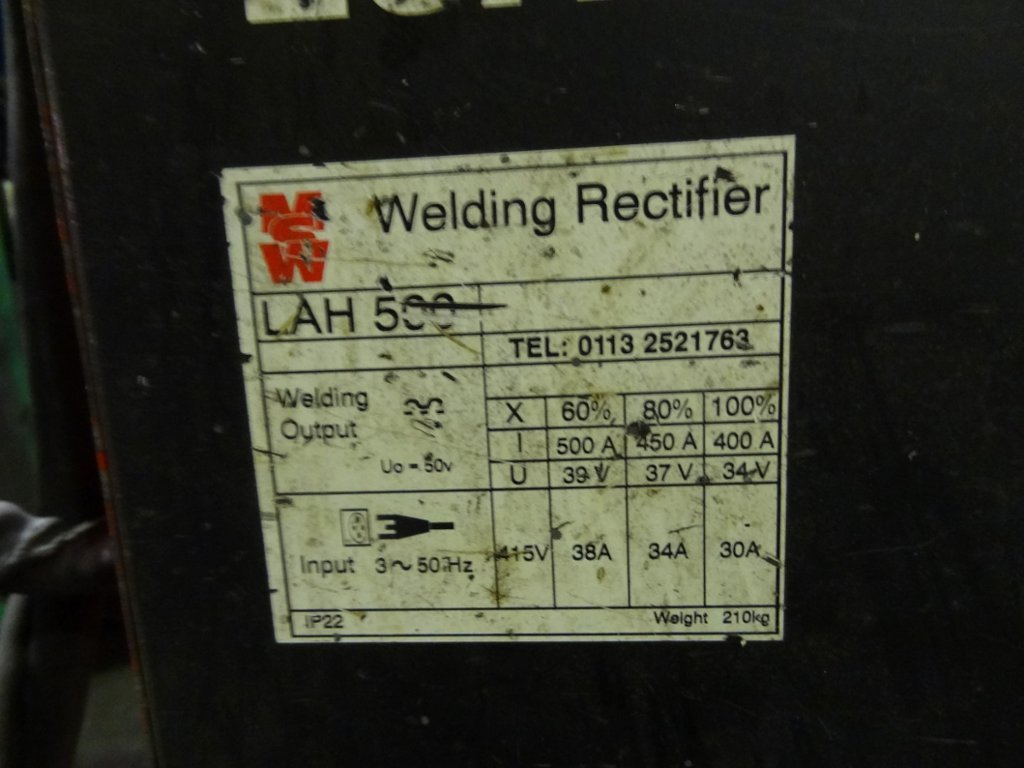 MCW
Welding Rectifier
LAH 500
TEL: 0113 2521763
Welding
Output
Uo = 50v
X 60% 80% 100%
I 500 A 450 A 400 A
U 39 V 37 V 34 V
Input 3~50Hz 415V 38A 34A 30A
IP22 Weight 210kg